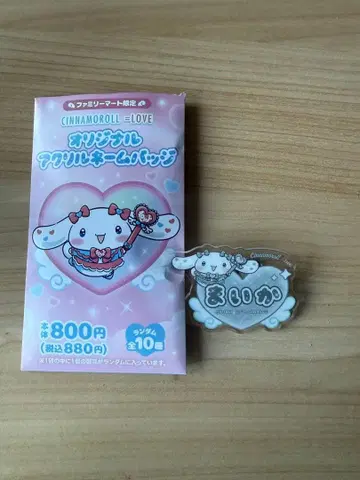 ファミリーマート限定
CINNAMOROLL =LOVE
オリジナル
アクリルネームバッジ
本体800円
(税込880円)
ランダム
全10種
Cinnamoroll
まいか